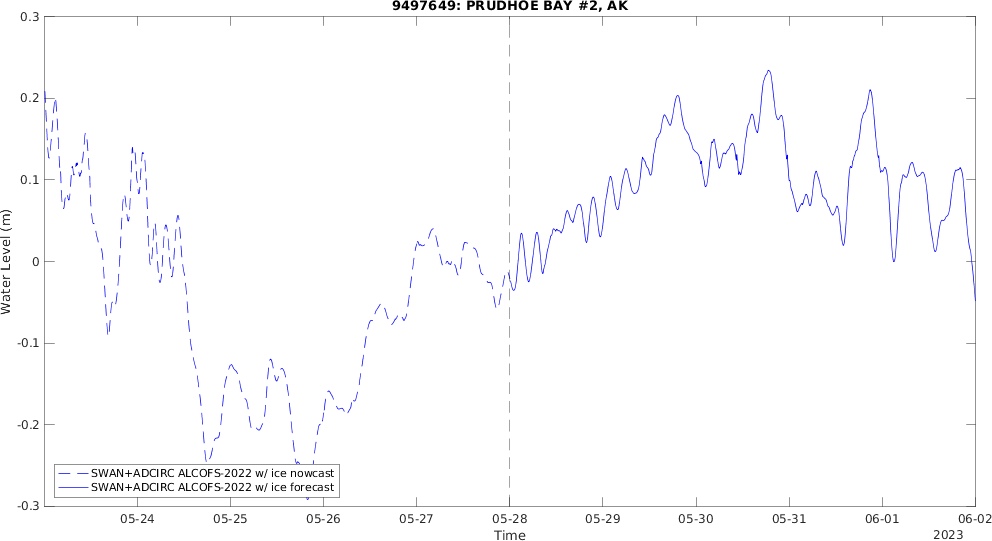 9497649: PRUDHOE BAY #2, AK
0.3
0.2
0.1
0
-0.1
-0.2
-0.3
Water Level (m)
SWAN+ADCIRC ALCOFS-2022 w/ ice nowcast
SWAN+ADCIRC ALCOFS-2022 w/ ice forecast
05-24 05-25 05-26 05-27 05-28 05-29 05-30 05-31 06-01 06-02
Time
2023